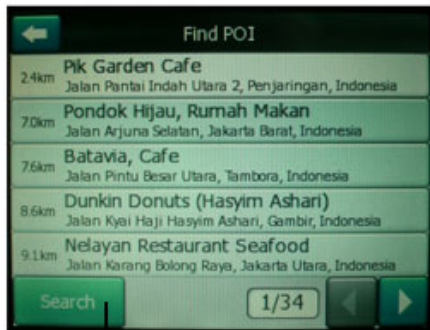 Find POI
2.4km Pik Garden Cafe
Jalan Pantai Indah Utara 2, Penjaringan, Indonesia
7.0km Pondok Hijau, Rumah Makan
Jalan Arjuna Selatan, Jakarta Barat, Indonesia
7.6km Batavia, Cafe
Jalan Pintu Besar Utara, Tambora, Indonesia
8.6km Dunkin Donuts (Hasyim Ashari)
Jalan Kyai Haji Hasyim Ashari, Gambir, Indonesia
9.1km Nelayan Restaurant Seafood
Jalan Karang Bolong Raya, Jakarta Utara, Indonesia
Search 1/34